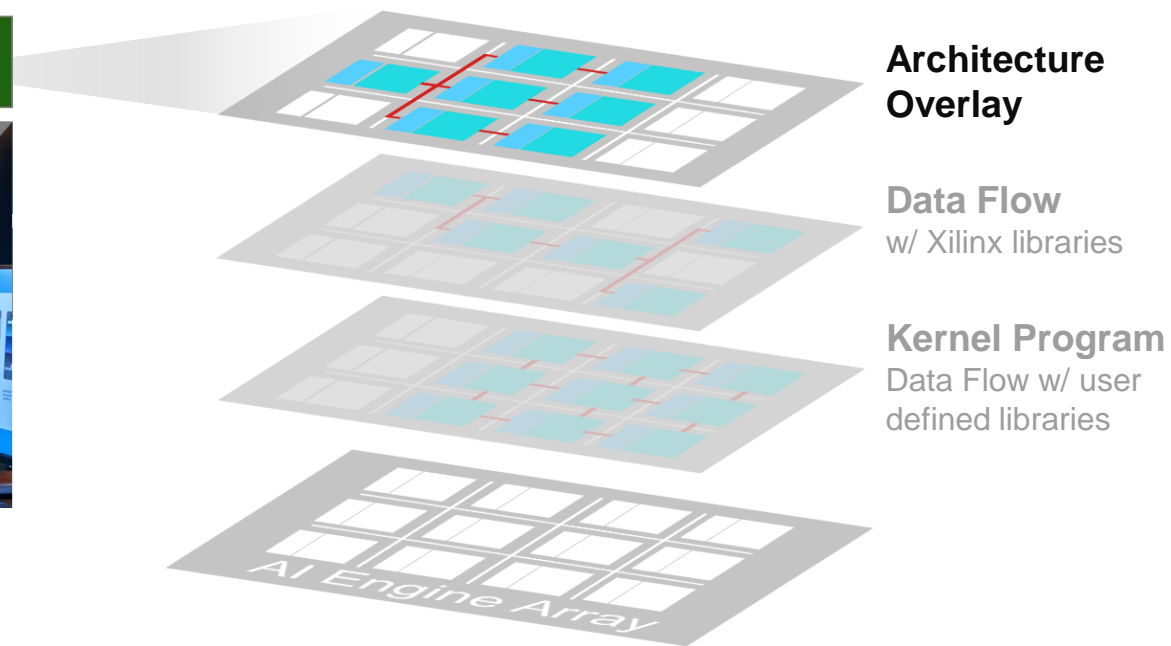 Architecture
Overlay
Data Flow
w/ Xilinx libraries
Kernel Program
Data Flow w/ user
defined libraries
AI Engine Array